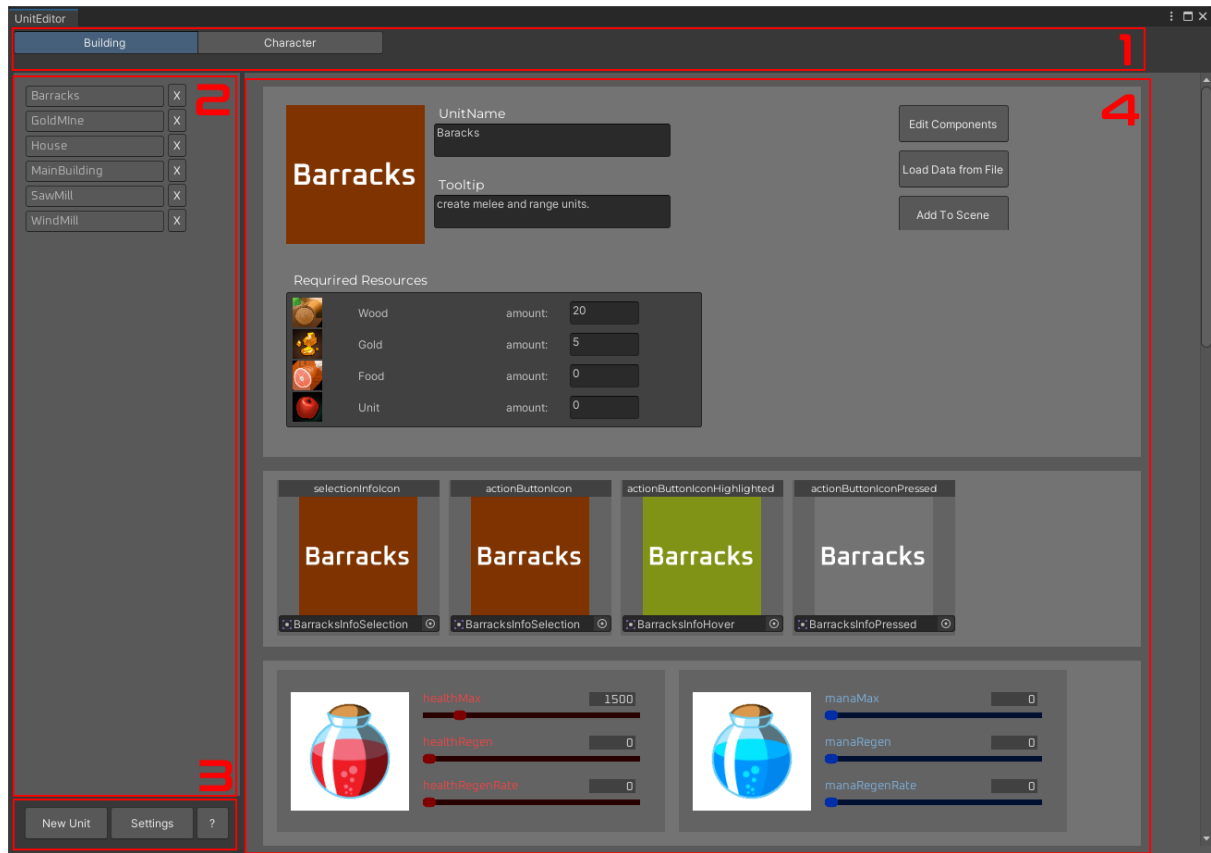 UnitEditor
Building Character
1
2
Barracks X
GoldMIne X
House X
MainBuilding X
SawMill X
WindMill X
3
New Unit Settings ?
4
Barracks
UnitName
Baracks
Tooltip
create melee and range units.
Edit Components
Load Data from File
Add To Scene
Requrired Resources
Wood amount: 20
Gold amount: 5
Food amount: 0
Unit amount: 0
selectionInfoIcon actionButtonIcon actionButtonIconHighlighted actionButtonIconPressed
Barracks Barracks Barracks Barracks
BarracksInfoSelection BarracksInfoSelection BarracksInfoHover BarracksInfoPressed
healthMax 1500
healthRegen 0
healthRegenRate 0
manaMax 0
manaRegen 0
manaRegenRate 0